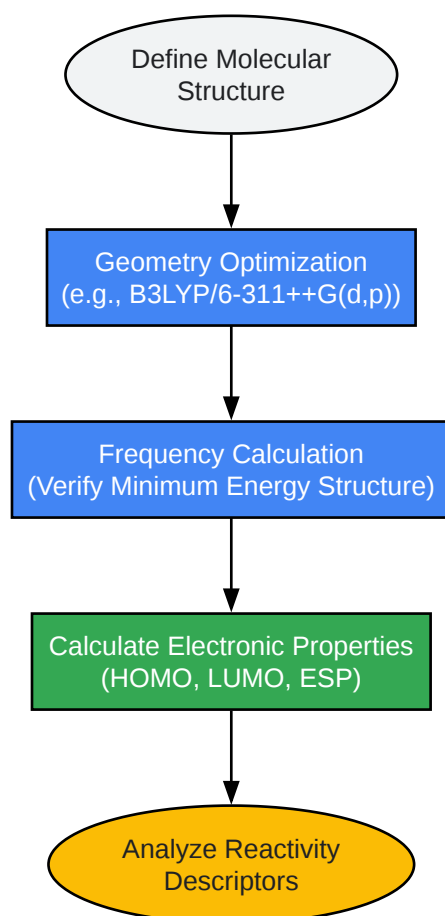 Define Molecular
Structure
Geometry Optimization
(e.g., B3LYP/6-311++G(d,p))
Frequency Calculation
(Verify Minimum Energy Structure)
Calculate Electronic Properties
(HOMO, LUMO, ESP)
Analyze Reactivity
Descriptors